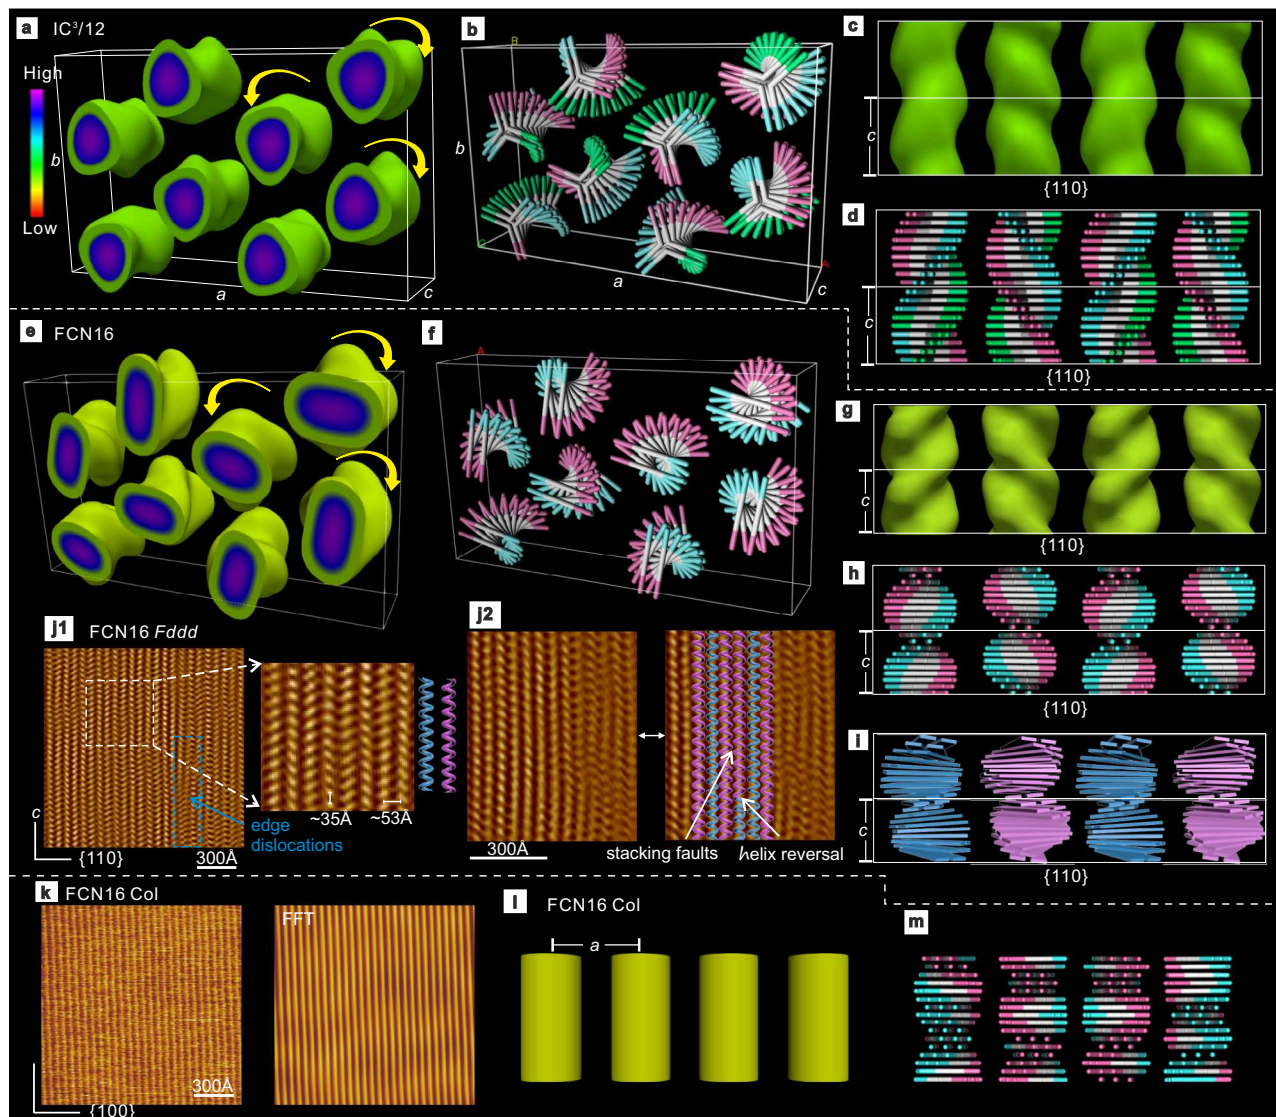 a IC³/12
High
Low
b
a
c
b
B
b
C
A
a
c
c
c
{110}
d
c
{110}
e FCN16
f
A
g
c
{110}
h
c
{110}
i
c
{110}
j1 FCN16 Fddd
c
{110}
300Å
edge
dislocations
~35Å
~53Å
j2
300Å
stacking faults
helix reversal
k FCN16 Col
FFT
300Å
{100}
l FCN16 Col
a
m